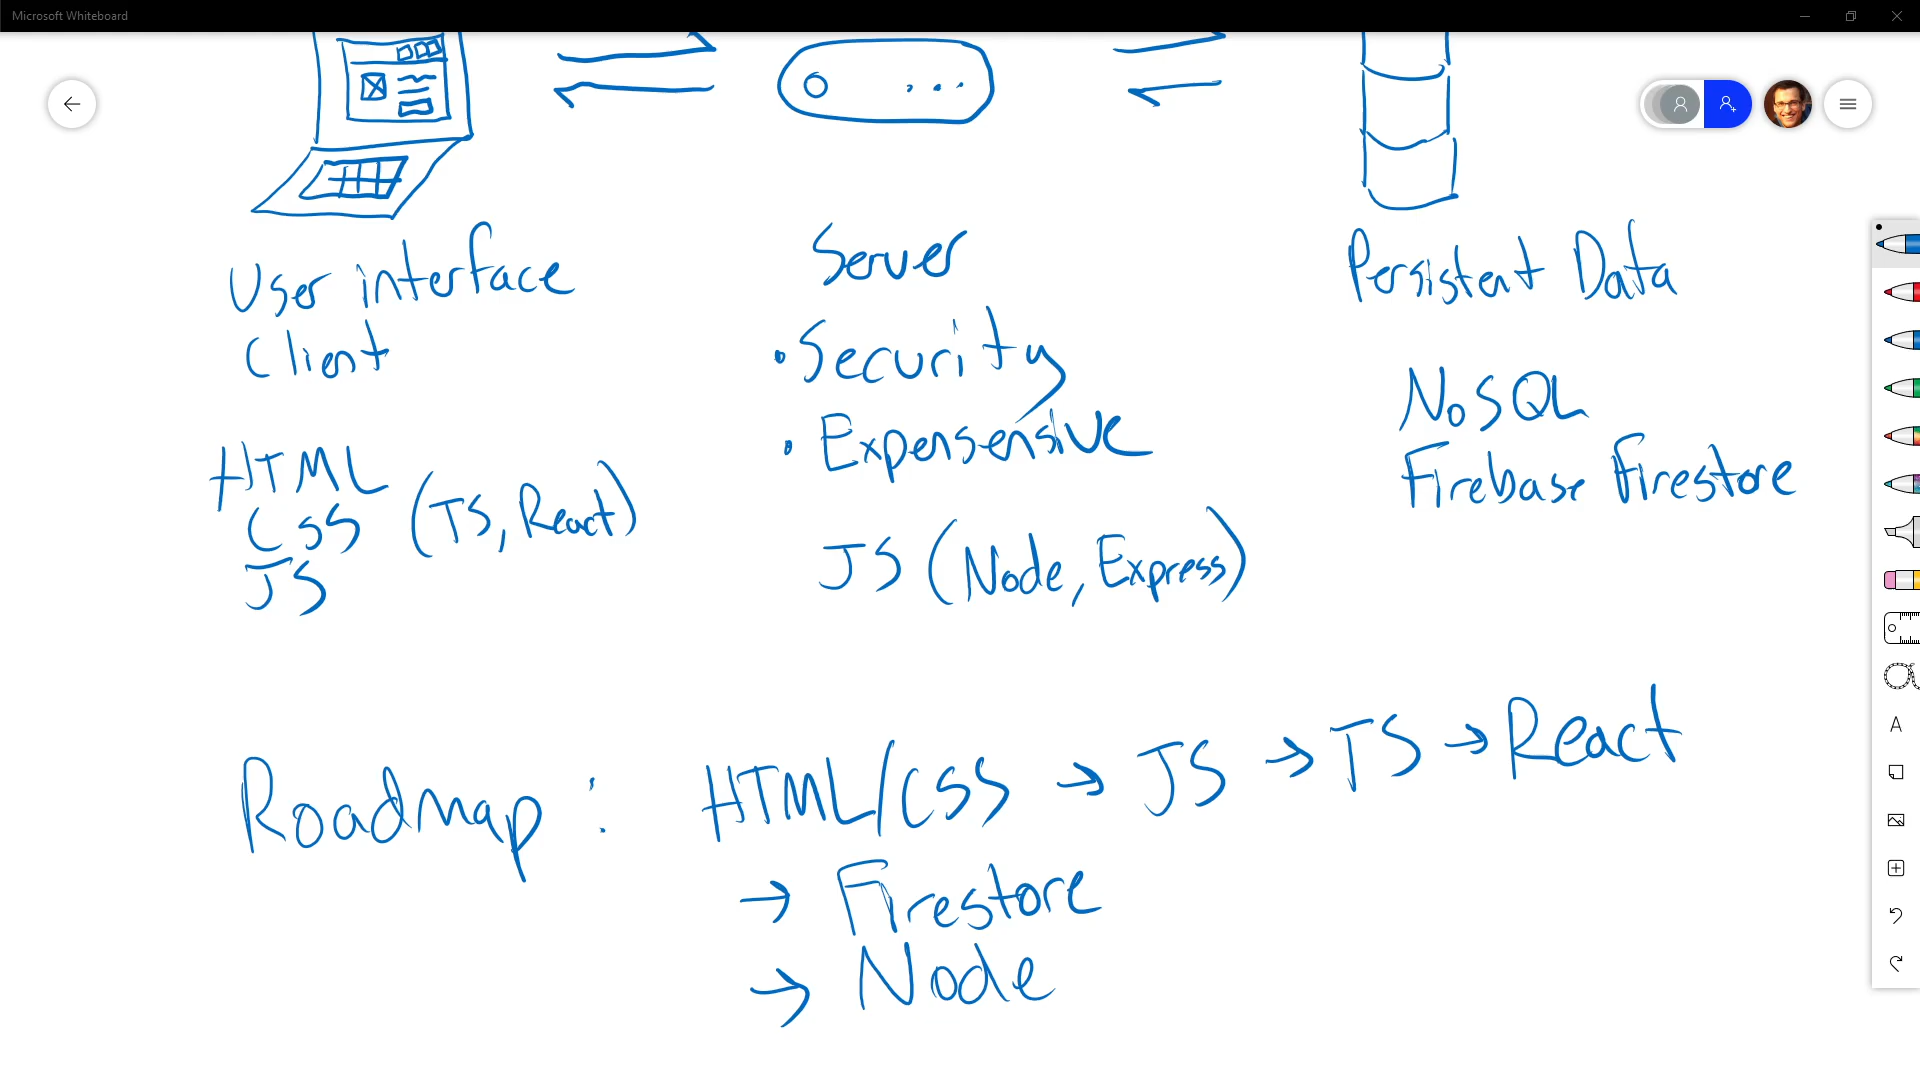 Microsoft Whiteboard
User interface
Client
HTML
CSS (TS, React)
JS
Server
• Security
• Expensensive
JS (Node, Express)
Persistent Data
NoSQL
Firebase Firestore
Roadmap : HTML/CSS → JS → TS → React
→ Firestore
→ Node
A